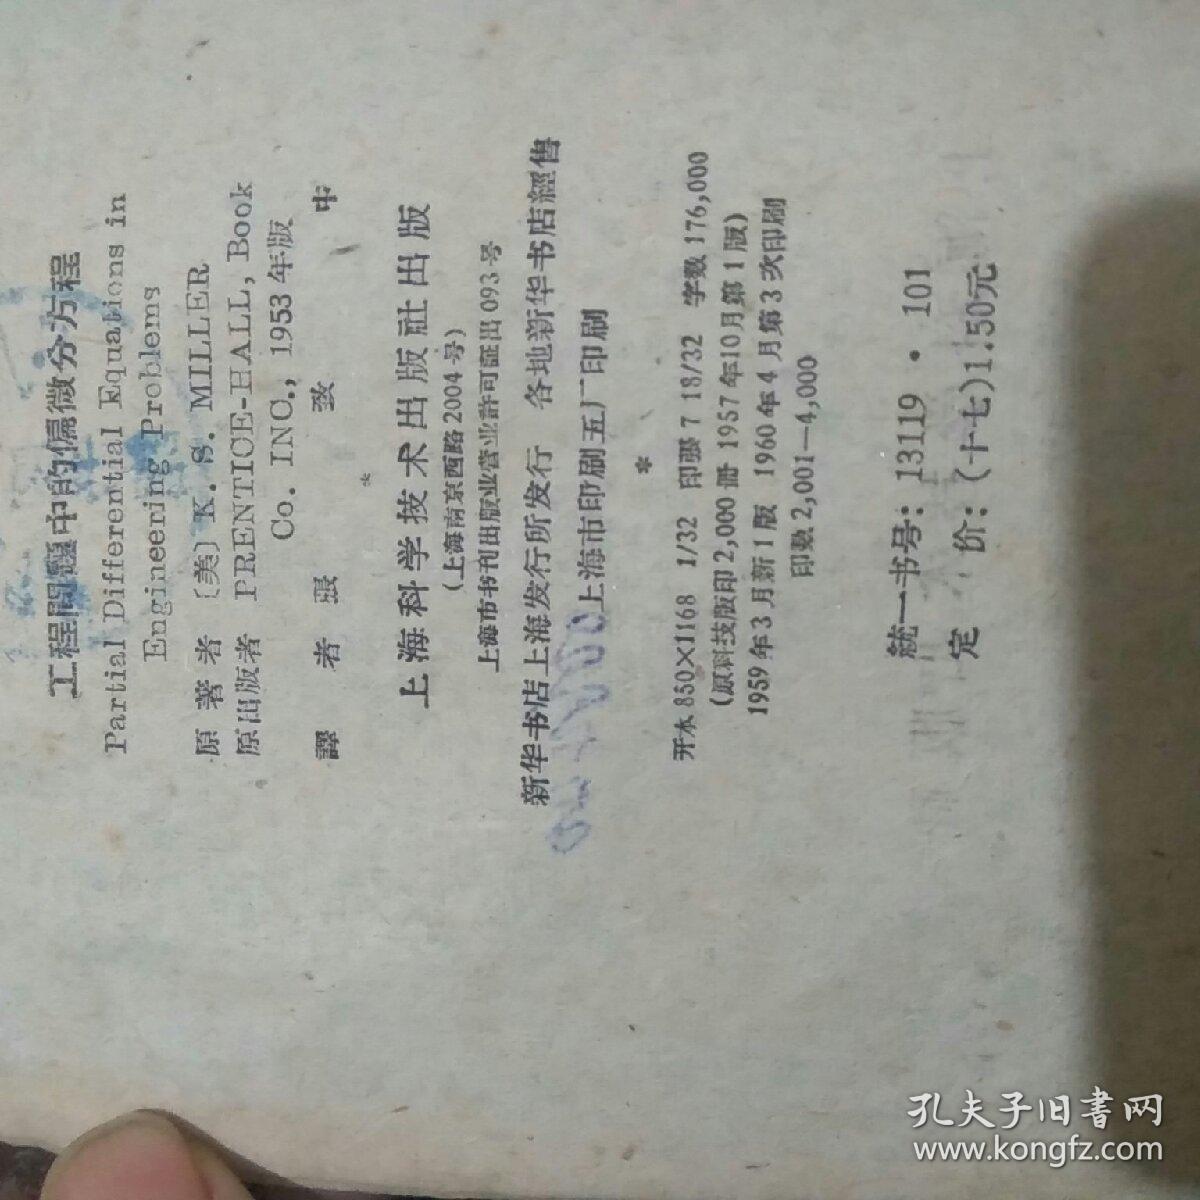 工程問題中的偏微分方程
Partial Differential Equations in
Engineering Problems
原著者 〔美〕K. S. MILLER
原出版者 PRENTICE-HALL, Book
Co. INC., 1953 年版
譯者 張致中
*
上海科学技术出版社出版
(上海南京西路2004号)
上海市书刊出版业营业許可証出093号
新华书店上海发行所发行 各地新华书店經售
上海市印刷五厂印刷
*
开本 850×1168 1/32 印張 7 18/32 字数 176,000
(原科技版印2,000册 1957年10月第1版)
1959年3月新1版 1960年4月第3次印刷
印数 2,001—4,000
統一书号: 13119 · 101
定 价: (十七) 1.50元
孔夫子旧書网
www.kongfz.com